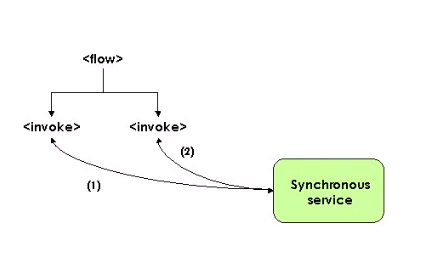 <flow>
<invoke>
<invoke>
(2)
(1)
Synchronous
service